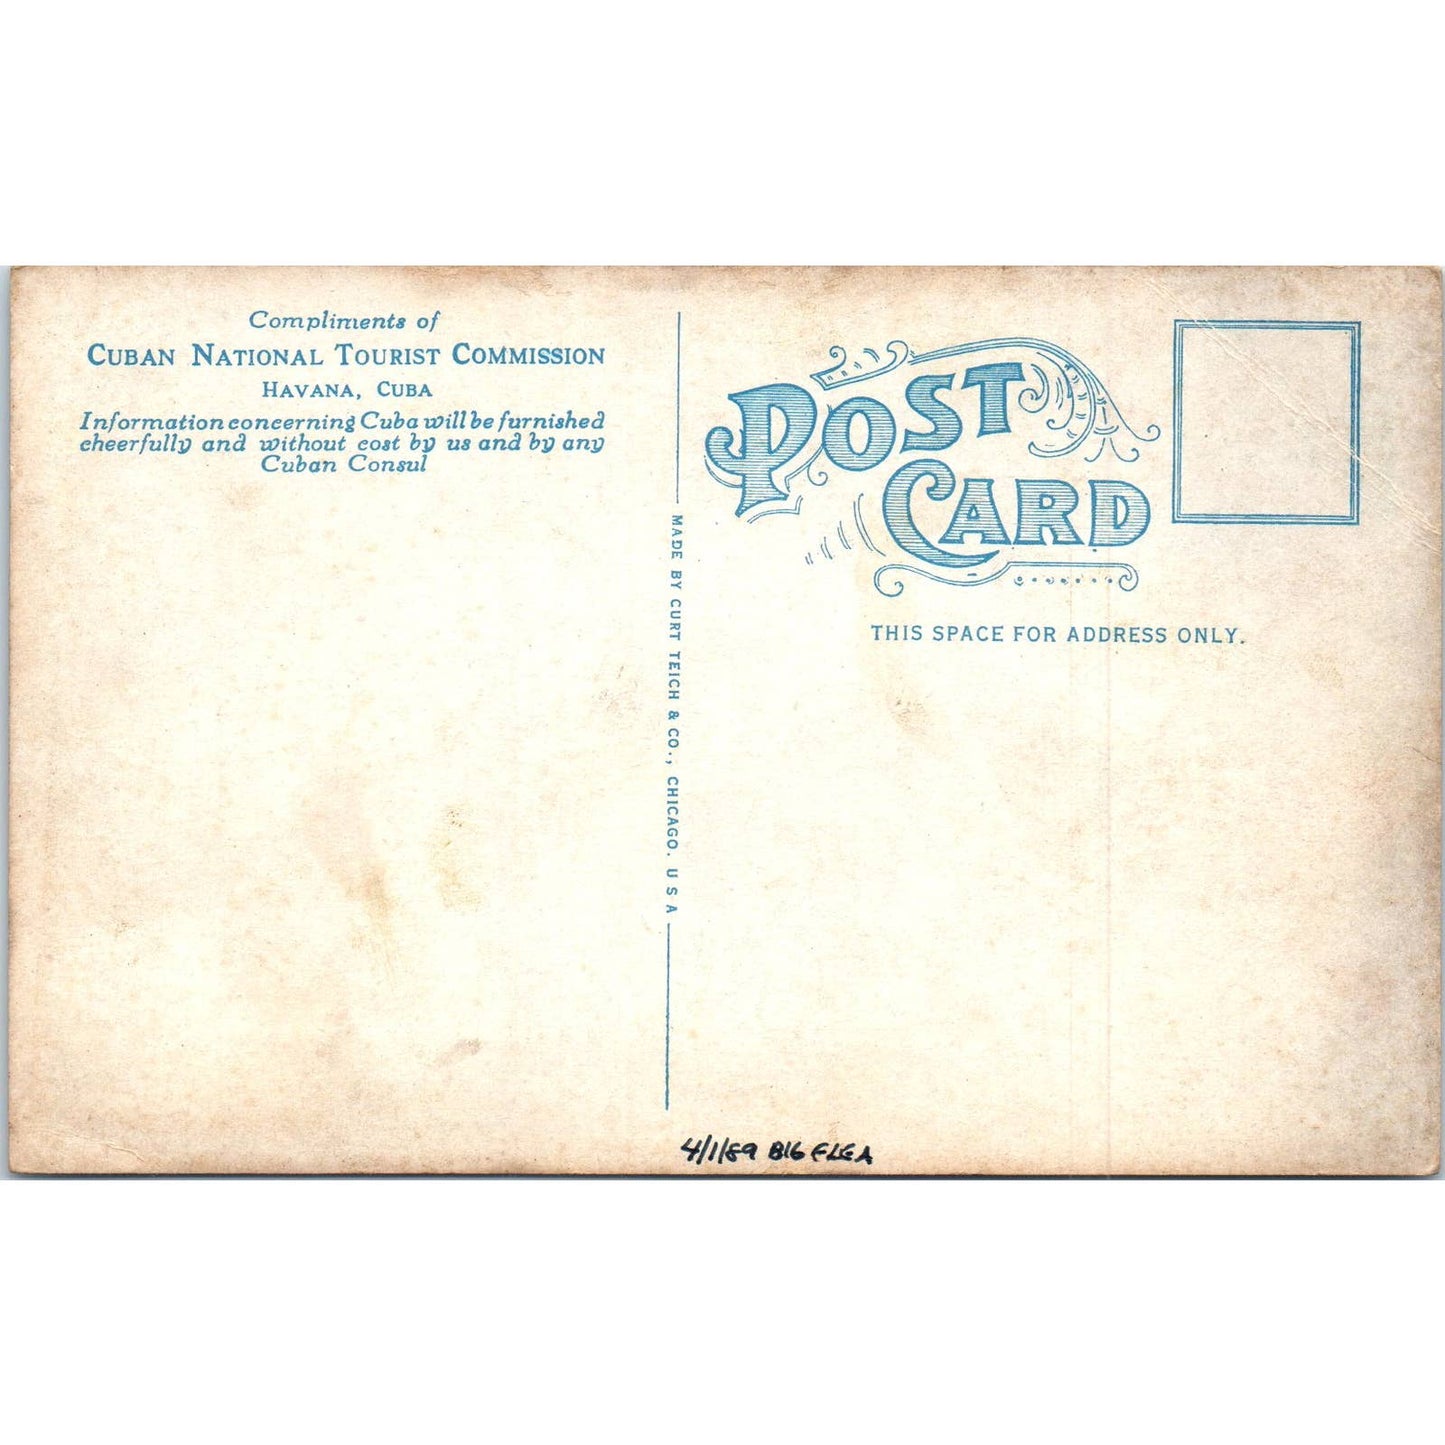 Compliments of
CUBAN NATIONAL TOURIST COMMISSION
HAVANA, CUBA
Information concerning Cuba will be furnished
cheerfully and without cost by us and by any
Cuban Consul
MADE BY CURT TEICH & CO., CHICAGO. U S A
POST
CARD
THIS SPACE FOR ADDRESS ONLY.
4/1/89 BIG FLEA